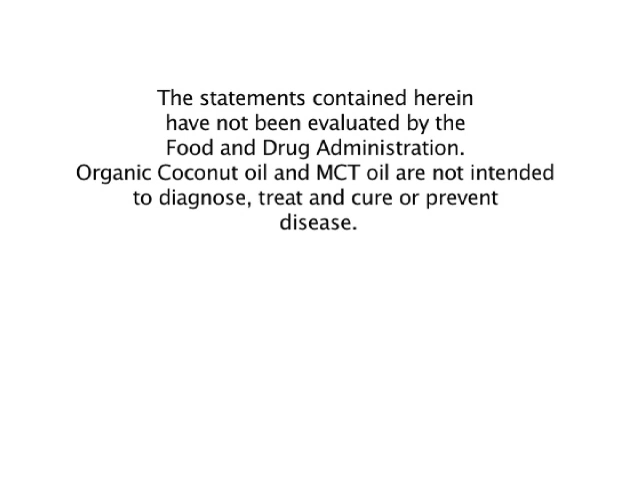 The statements contained herein
have not been evaluated by the
Food and Drug Administration.
Organic Coconut oil and MCT oil are not intended
to diagnose, treat and cure or prevent
disease.